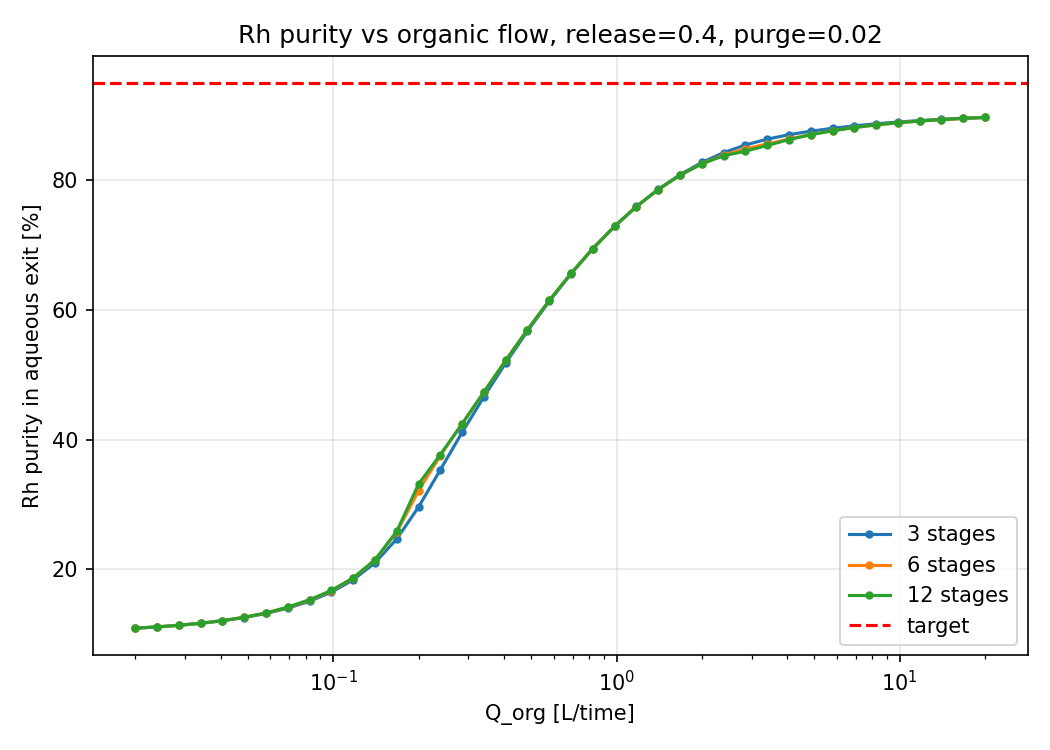 Rh purity vs organic flow, release=0.4, purge=0.02
Rh purity in aqueous exit [%]
80
60
40
20
10⁻¹
10⁰
10¹
Q_org [L/time]
3 stages
6 stages
12 stages
target